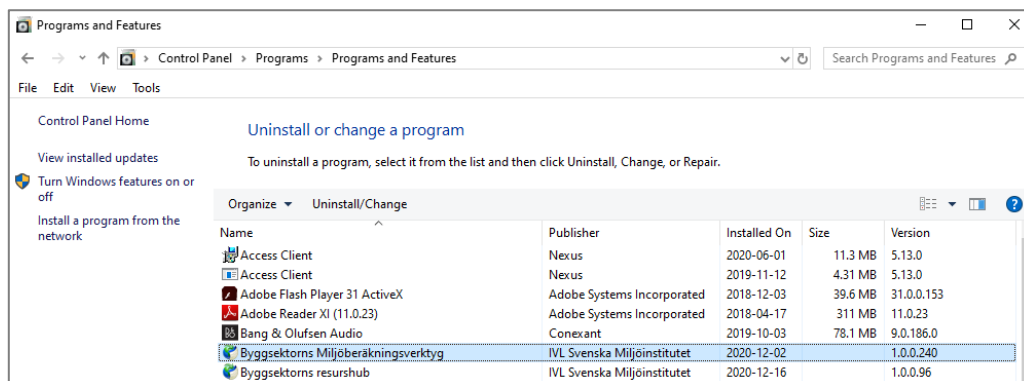 Programs and Features
Control Panel > Programs > Programs and Features
Search Programs and Features
File Edit View Tools
Control Panel Home
Uninstall or change a program
View installed updates
To uninstall a program, select it from the list and then click Uninstall, Change, or Repair.
Turn Windows features on or
off
Install a program from the
network
Organize Uninstall/Change
Name Publisher Installed On Size Version
Access Client Nexus 2020-06-01 11.3 MB 5.13.0
Access Client Nexus 2019-11-12 4.31 MB 5.13.0
Adobe Flash Player 31 ActiveX Adobe Systems Incorporated 2018-12-03 39.6 MB 31.0.0.153
Adobe Reader XI (11.0.23) Adobe Systems Incorporated 2018-04-17 311 MB 11.0.23
Bang & Olufsen Audio Conexant 2019-10-03 78.1 MB 9.0.186.0
Byggsektorns Miljöberäkningsverktyg IVL Svenska Miljöinstitutet 2020-12-02 1.0.0.240
Byggsektorns resurshub IVL Svenska Miljöinstitutet 2020-12-16 1.0.0.96